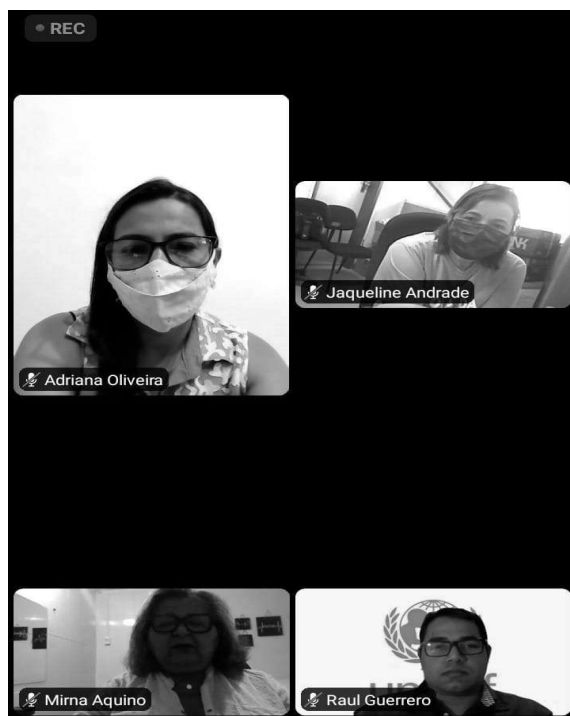 REC
Adriana Oliveira
Jaqueline Andrade
Mirna Aquino
Raul Guerrero